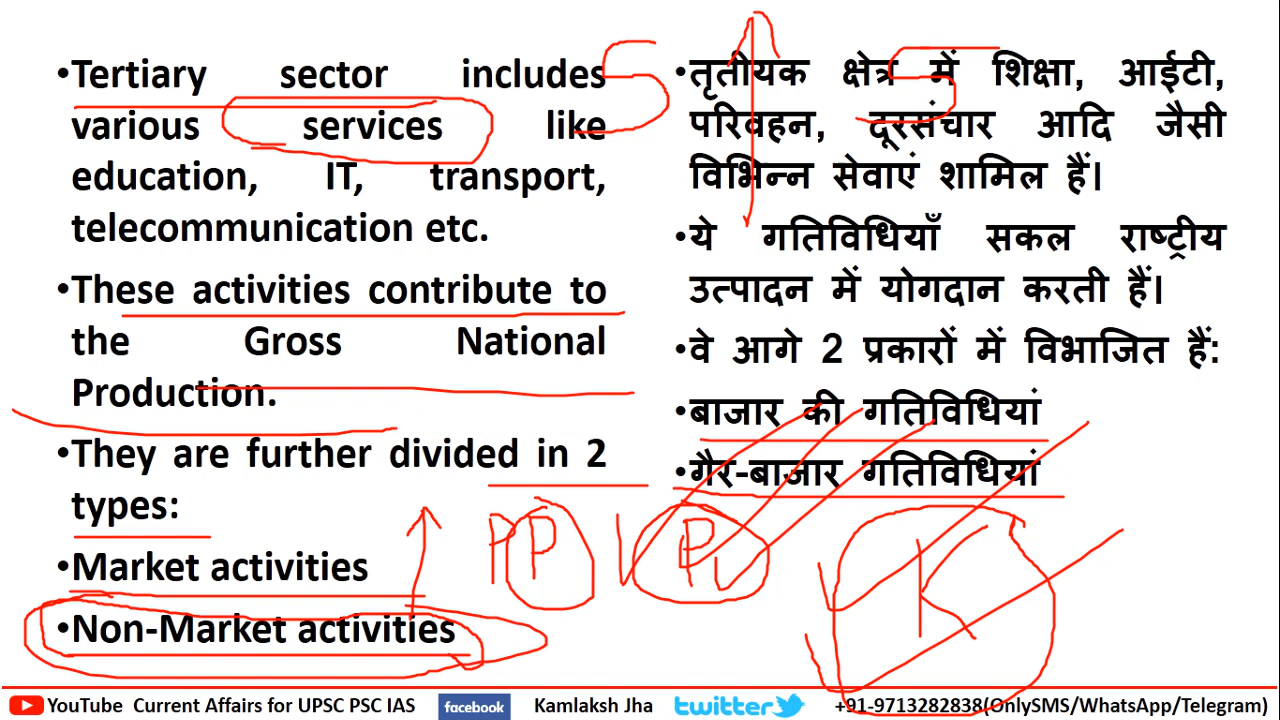 •Tertiary sector includes
various services like
education, IT, transport,
telecommunication etc.
•These activities contribute to
the Gross National
Production.
•They are further divided in 2
types:
•Market activities
•Non-Market activities
•तृतीयक क्षेत्र में शिक्षा, आईटी,
परिवहन, दूरसंचार आदि जैसी
विभिन्न सेवाएं शामिल हैं।
•ये गतिविधियाँ सकल राष्ट्रीय
उत्पादन में योगदान करती हैं।
•वे आगे 2 प्रकारों में विभाजित हैं:
•बाजार की गतिविधियां
•गैर-बाजार गतिविधियां
S
S
PP
P
K
YouTube Current Affairs for UPSC PSC IAS facebook Kamlaksh Jha twitter +91-9713282838(OnlySMS/WhatsApp/Telegram)